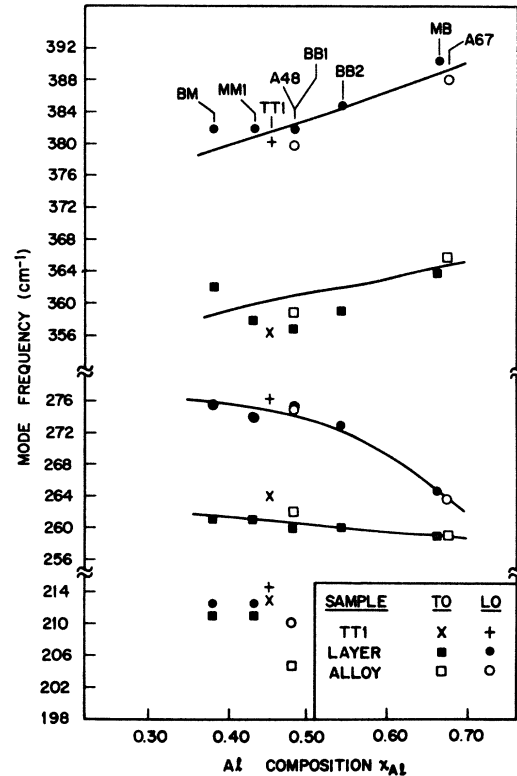 MODE FREQUENCY (cm⁻¹)
392
388
384
380
376
372
368
364
360
356
276
272
268
264
260
256
214
210
206
202
198
BM
MM1
TT1
A48
BB1
BB2
MB
A67
SAMPLE TO LO
TT1 x +
LAYER ■ ●
ALLOY □ ○
0.30 0.40 0.50 0.60 0.70
Al COMPOSITION xAl